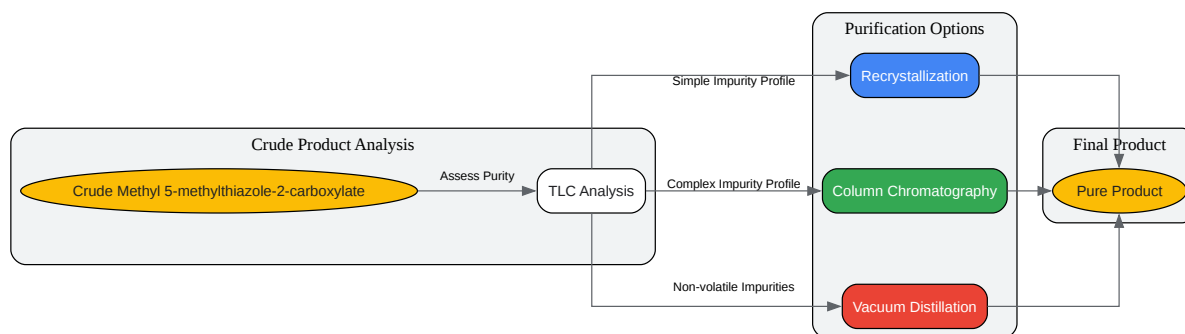 Purification Options
Recrystallization
Simple Impurity Profile
Crude Product Analysis
Final Product
Assess Purity
Crude Methyl 5-methylthiazole-2-carboxylate
TLC Analysis
Complex Impurity Profile
Column Chromatography
Pure Product
Non-volatile Impurities
Vacuum Distillation